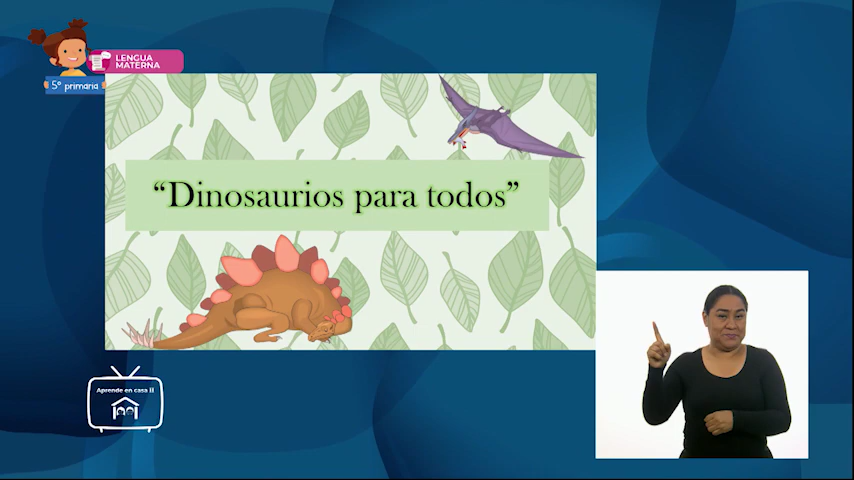 LENGUA
MATERNA
5° primaria
“Dinosaurios para todos”
Aprende en casa II